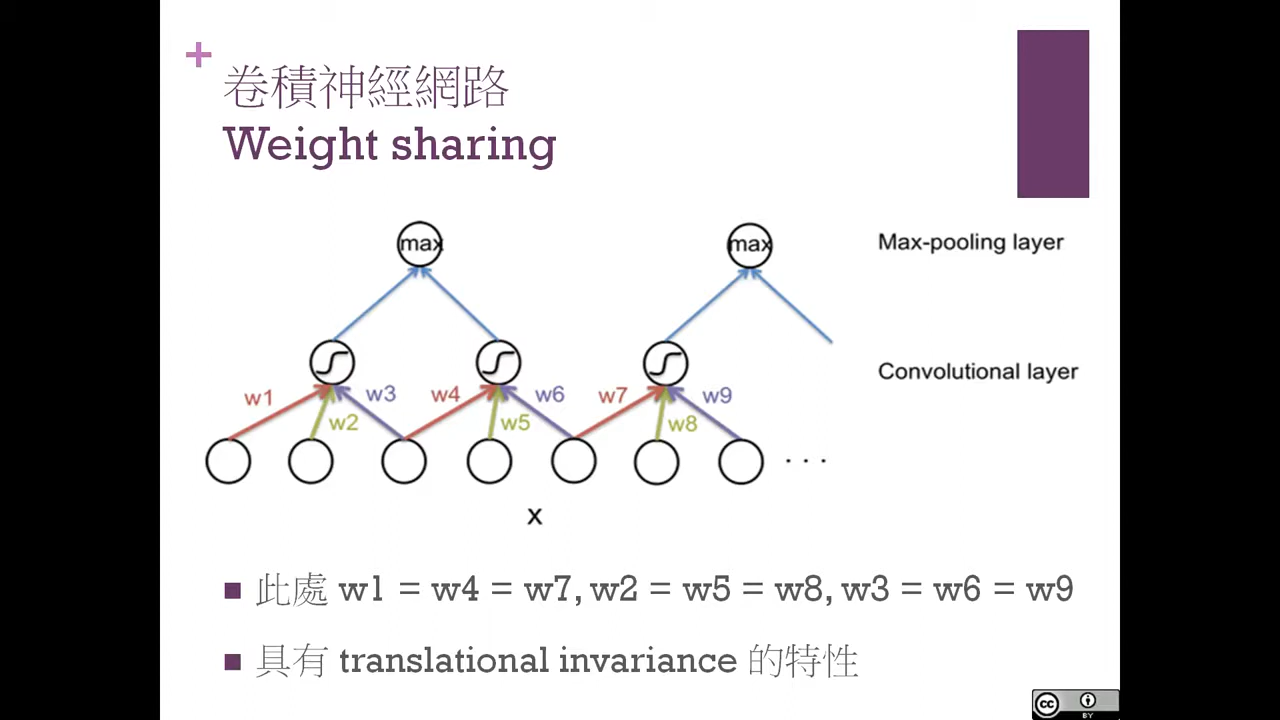 +
卷積神經網路
Weight sharing
max max Max-pooling layer
Convolutional layer
w1 w2 w3 w4 w5 w6 w7 w8 w9
. . .
x
此處 w1 = w4 = w7, w2 = w5 = w8, w3 = w6 = w9
具有 translational invariance 的特性
cc
BY